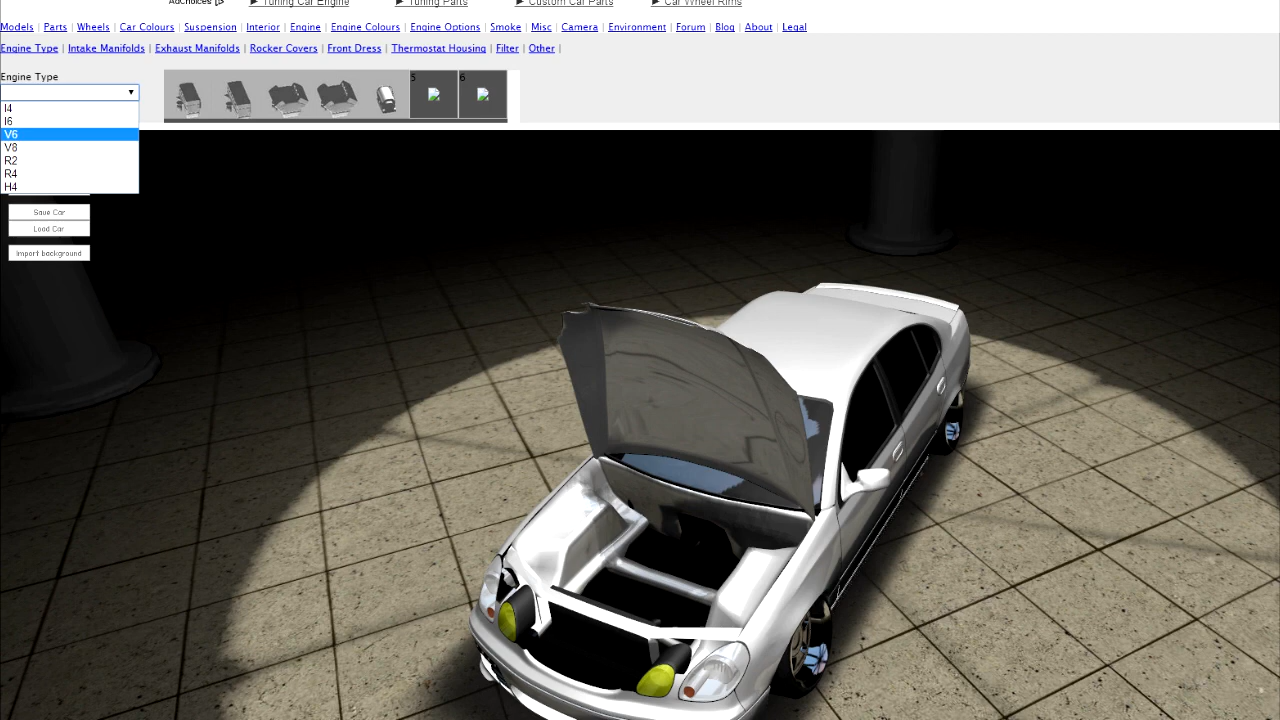 AdChoices ▶ Tuning Car Engine ▶ Tuning Parts ▶ Custom Car Parts ▶ Car Wheel Rims
Models | Parts | Wheels | Car Colours | Suspension | Interior | Engine | Engine Colours | Engine Options | Smoke | Misc | Camera | Environment | Forum | Blog | About | Legal
Engine Type | Intake Manifolds | Exhaust Manifolds | Rocker Covers | Front Dress | Thermostat Housing | Filter | Other |
Engine Type
5 6
I4
I6
V6
V8
R2
R4
H4
Save Car
Load Car
Import background